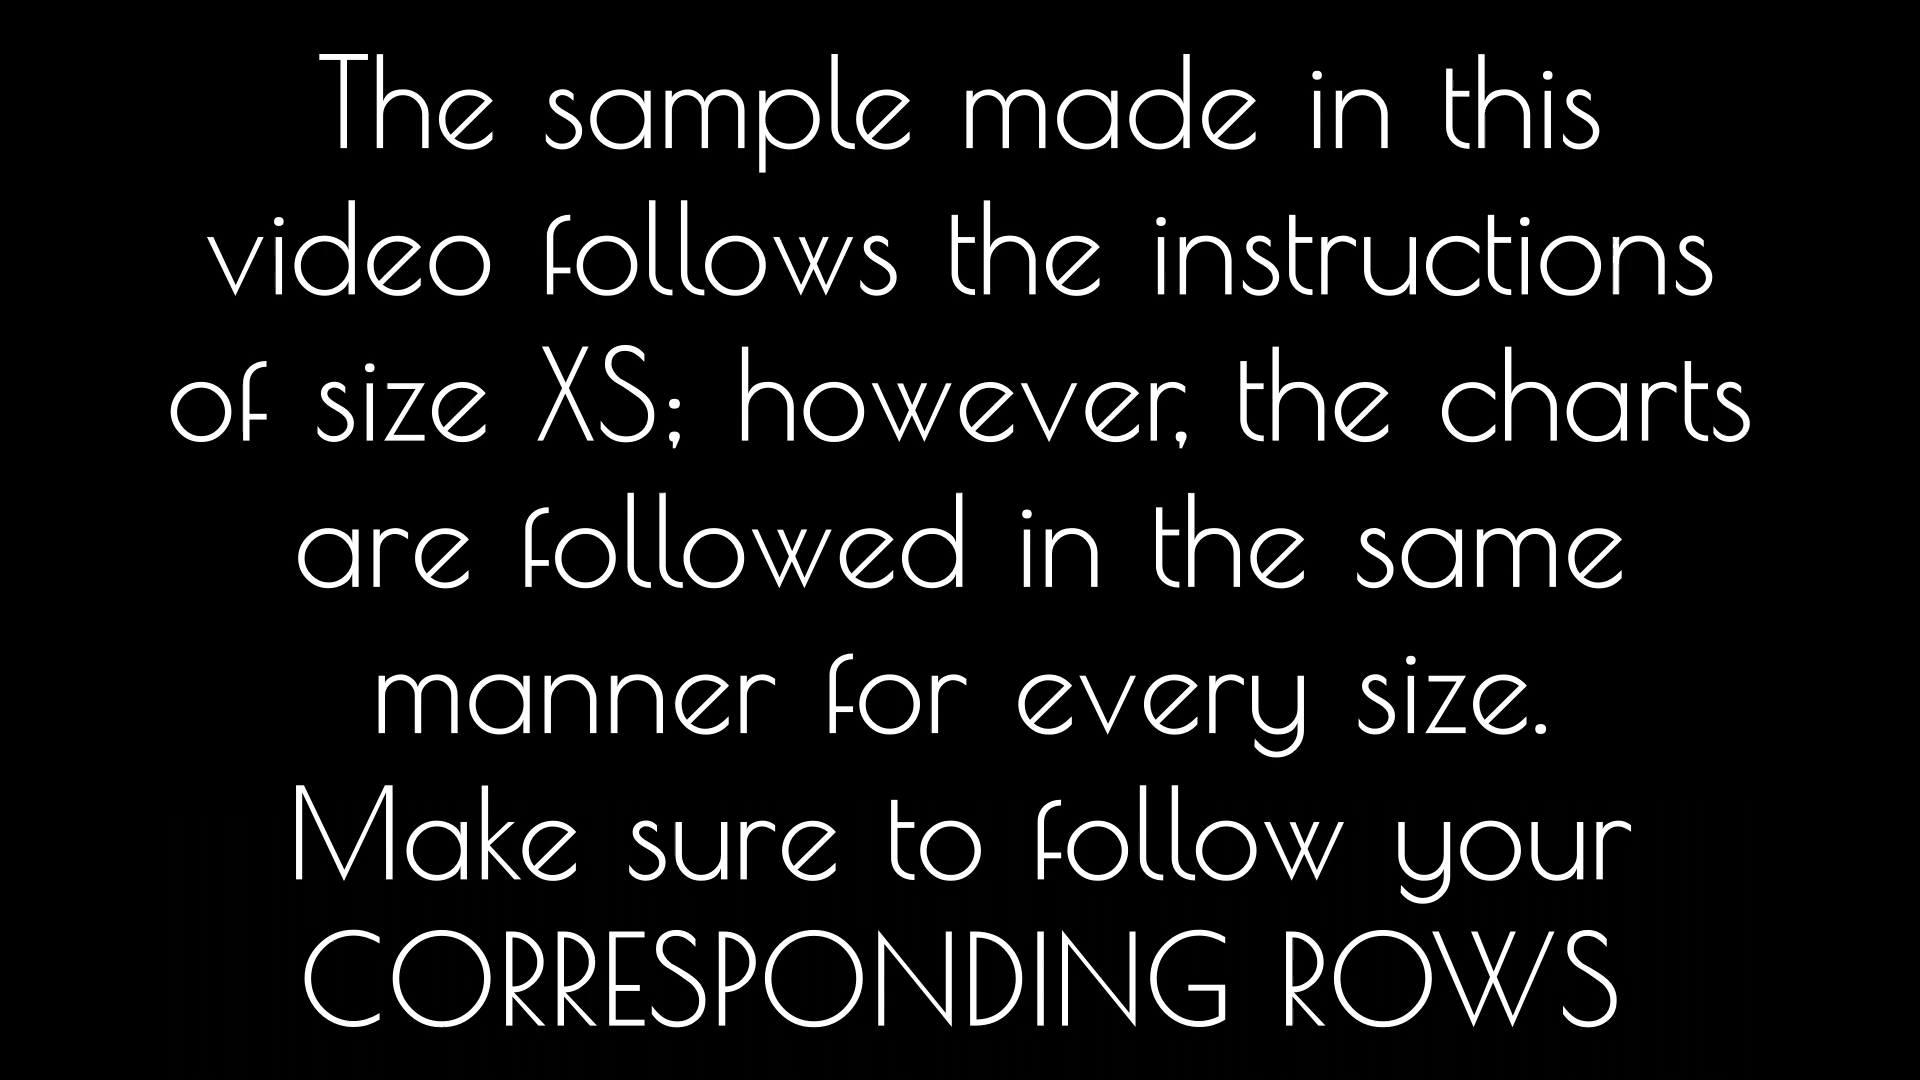 The sample made in this
video follows the instructions
of size XS; however, the charts
are followed in the same
manner for every size.
Make sure to follow your
CORRESPONDING ROWS